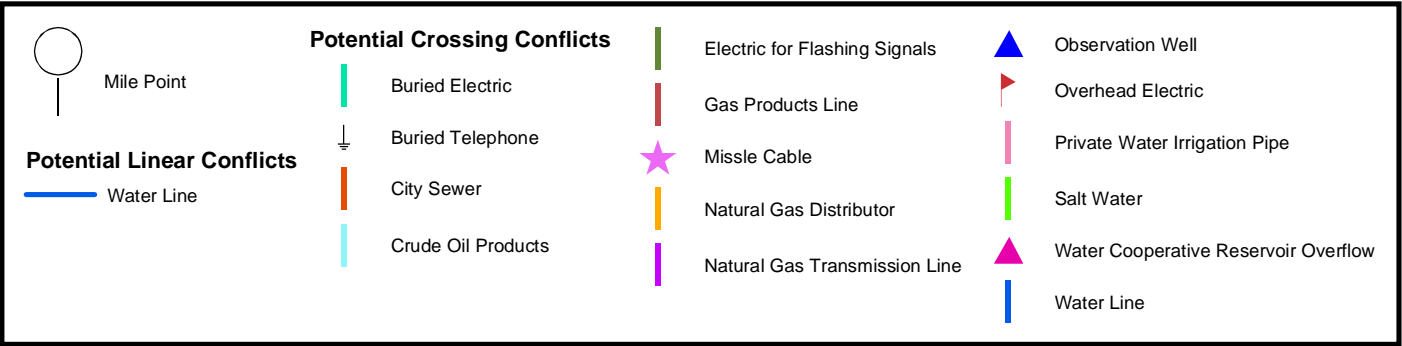 Mile Point
Potential Linear Conflicts
Water Line
Potential Crossing Conflicts
Buried Electric
Buried Telephone
City Sewer
Crude Oil Products
Electric for Flashing Signals
Gas Products Line
Missle Cable
Natural Gas Distributor
Natural Gas Transmission Line
Observation Well
Overhead Electric
Private Water Irrigation Pipe
Salt Water
Water Cooperative Reservoir Overflow
Water Line